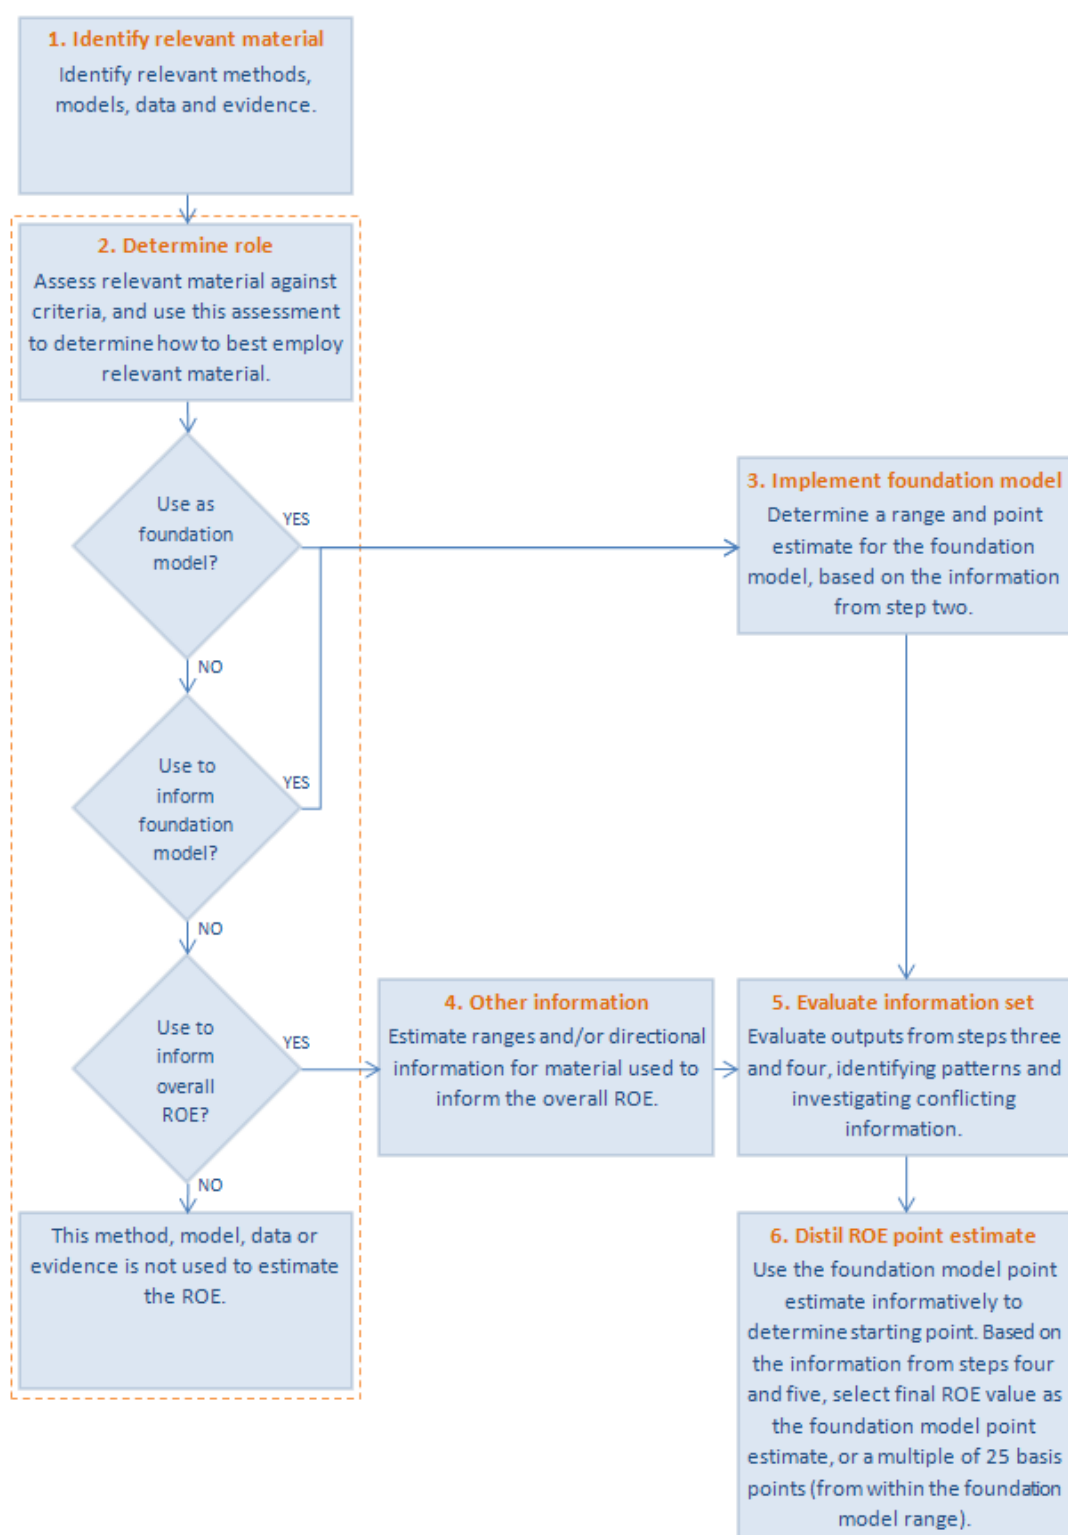 1. Identify relevant material
Identify relevant methods,
models, data and evidence.
2. Determine role
Assess relevant material against
criteria, and use this assessment
to determine how to best employ
relevant material.
Use as
foundation
model?
YES
NO
3. Implement foundation model
Determine a range and point
estimate for the foundation
model, based on the information
from step two.
Use to
inform
foundation
model?
YES
NO
Use to
inform
overall
ROE?
YES
NO
4. Other information
Estimate ranges and/or directional
information for material used to
inform the overall ROE.
5. Evaluate information set
Evaluate outputs from steps three
and four, identifying patterns and
investigating conflicting
information.
This method, model, data or
evidence is not used to estimate
the ROE.
6. Distil ROE point estimate
Use the foundation model point
estimate informatively to
determine starting point. Based on
the information from steps four
and five, select final ROE value as
the foundation model point
estimate, or a multiple of 25 basis
points (from within the foundation
model range).